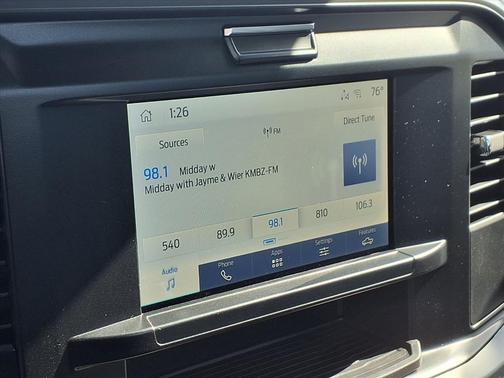 1:26
76°
Sources
FM
Direct Tune
98.1 Midday w
Midday with Jayme & Wier KMBZ-FM
540 89.9 98.1 810 106.3
Audio Phone Apps Settings Features